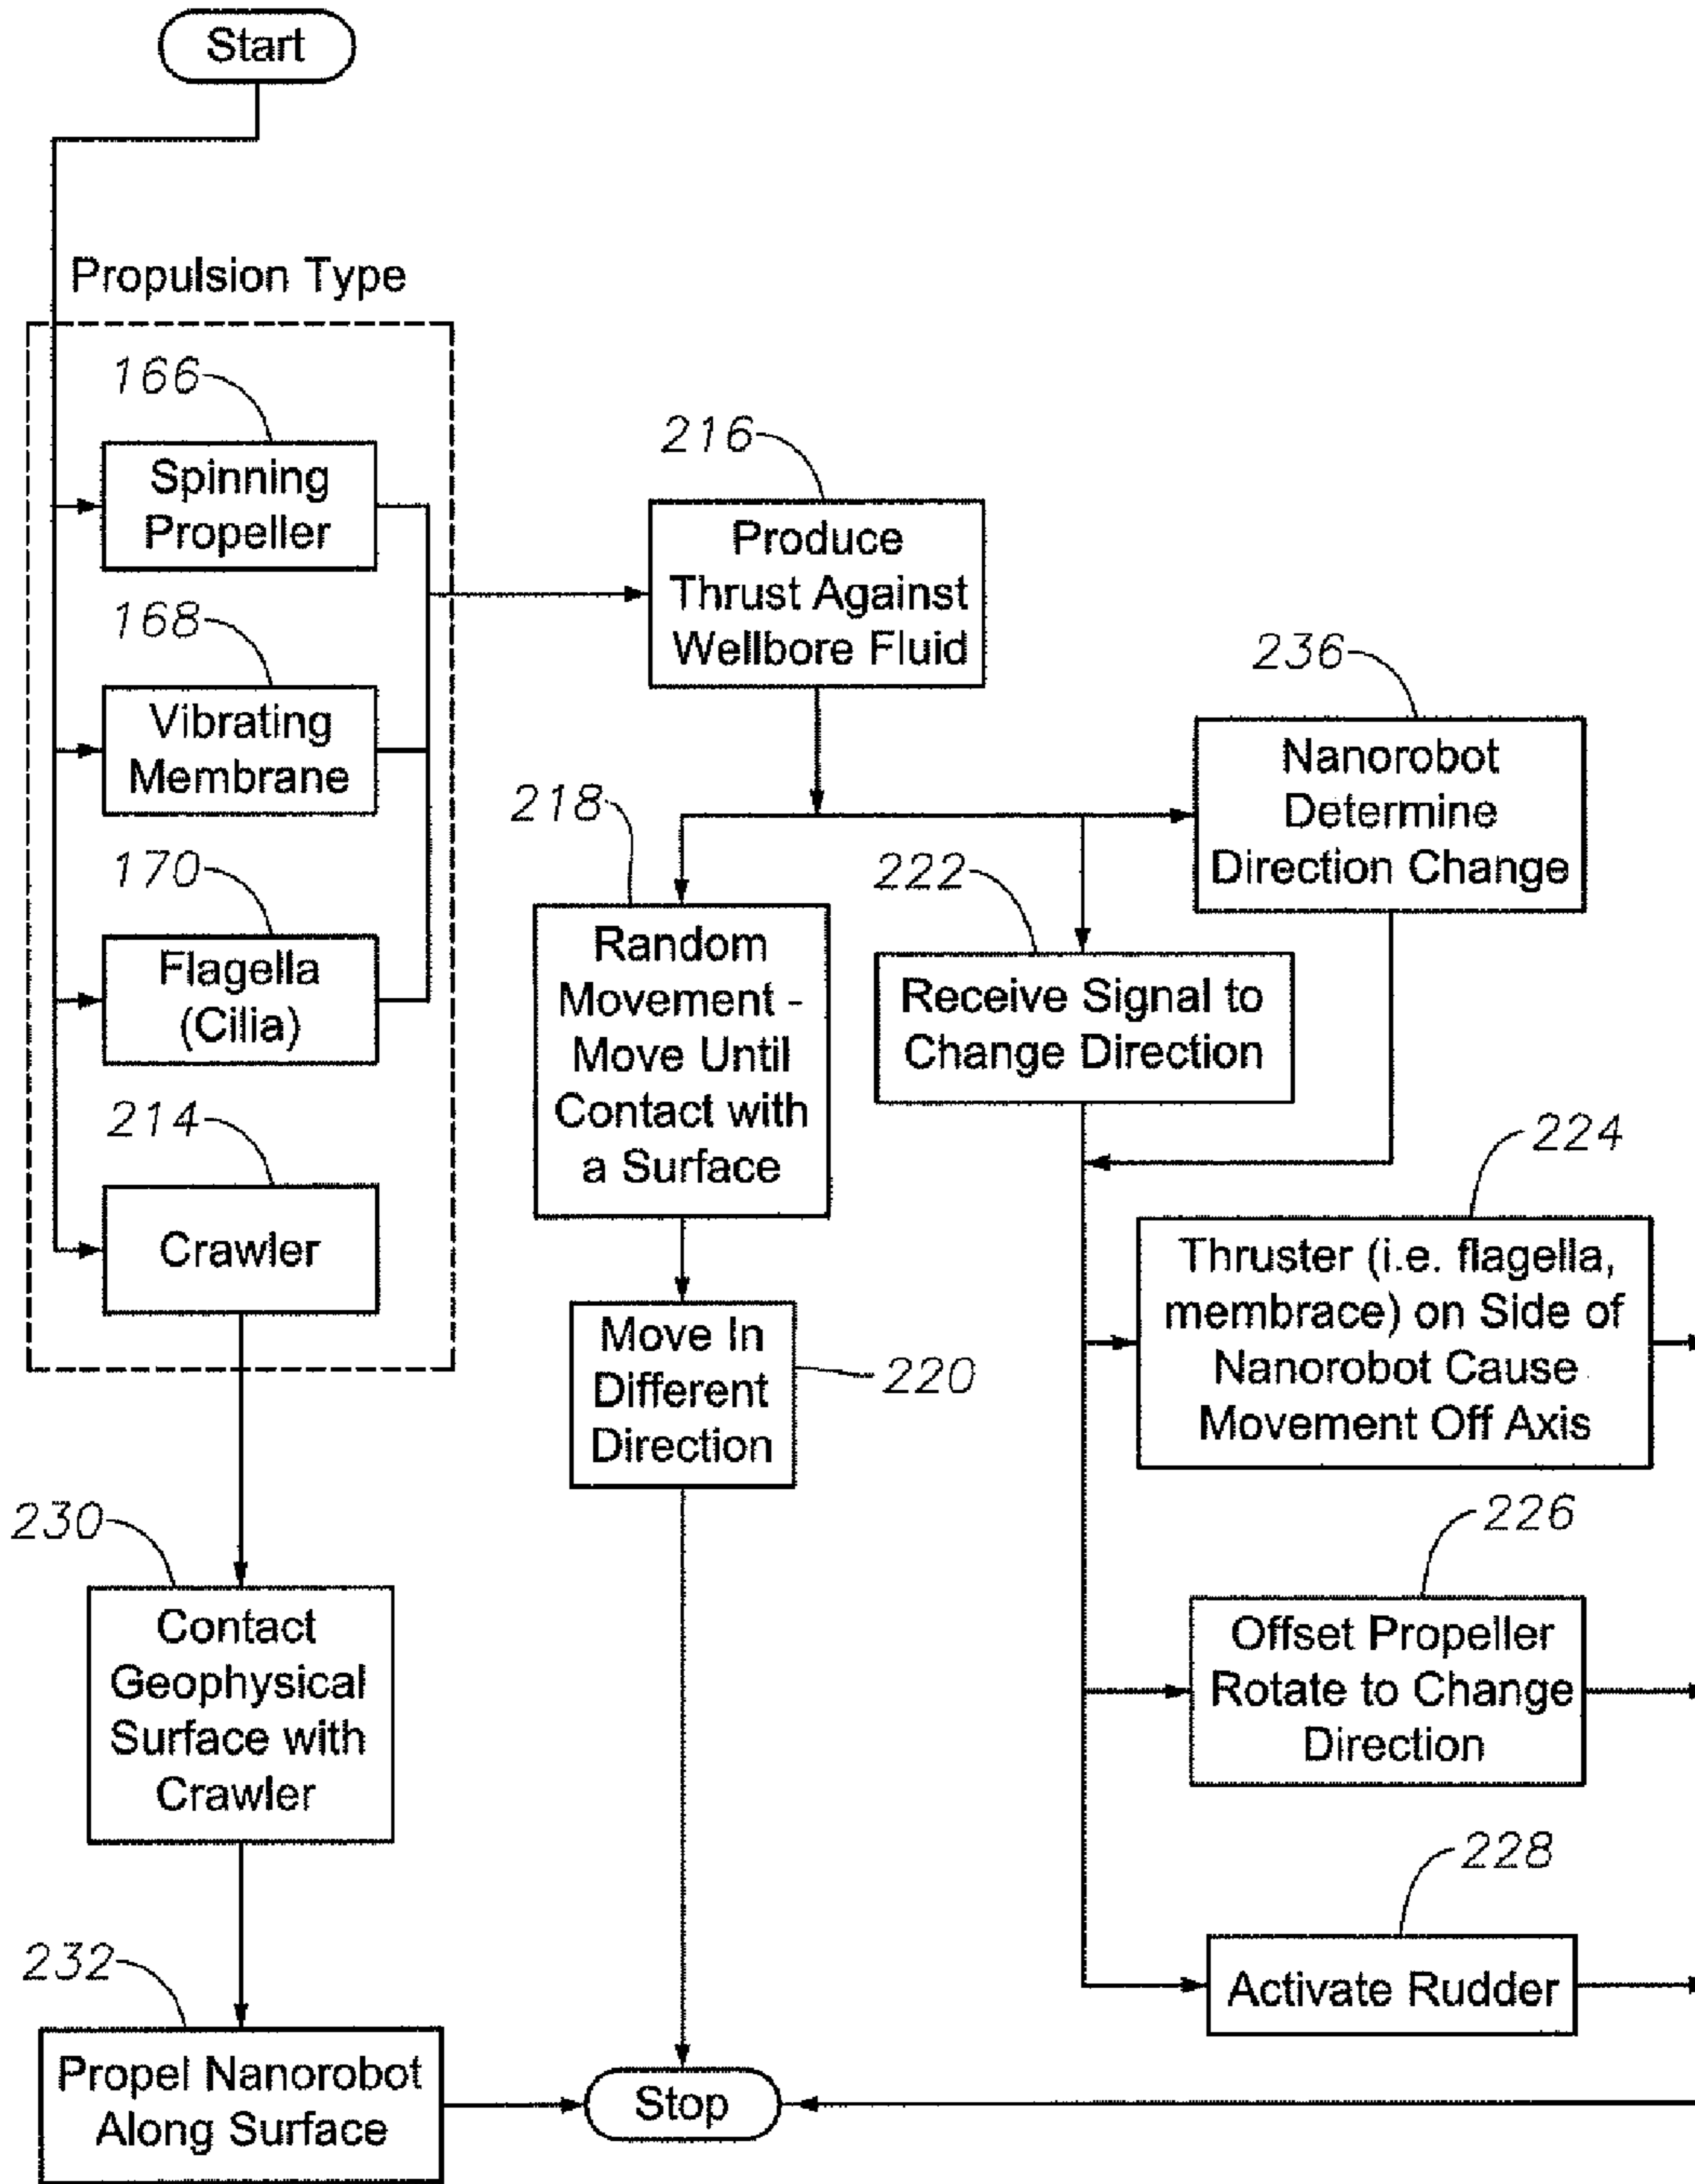 Start
Propulsion Type
166
Spinning
Propeller
168
Vibrating
Membrane
170
Flagella
(Cilia)
214
Crawler
230
Contact
Geophysical
Surface with
Crawler
232
Propel Nanorobot
Along Surface
216
Produce
Thrust Against
Wellbore Fluid
218
Random
Movement -
Move Until
Contact with
a Surface
220
Move In
Different
Direction
Stop
222
Receive Signal to
Change Direction
236
Nanorobot
Determine
Direction Change
224
Thruster (i.e. flagella,
membrace) on Side of
Nanorobot Cause
Movement Off Axis
226
Offset Propeller
Rotate to Change
Direction
228
Activate Rudder